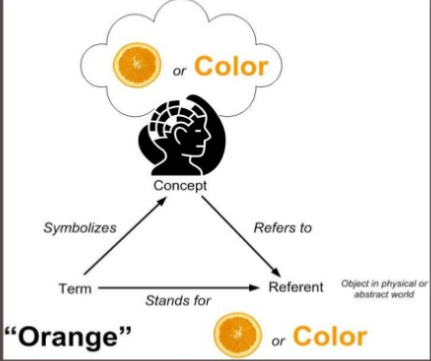 or Color
Concept
Symbolizes
Refers to
Term
Stands for
Referent
Object in physical or
abstract world
“Orange”
or Color